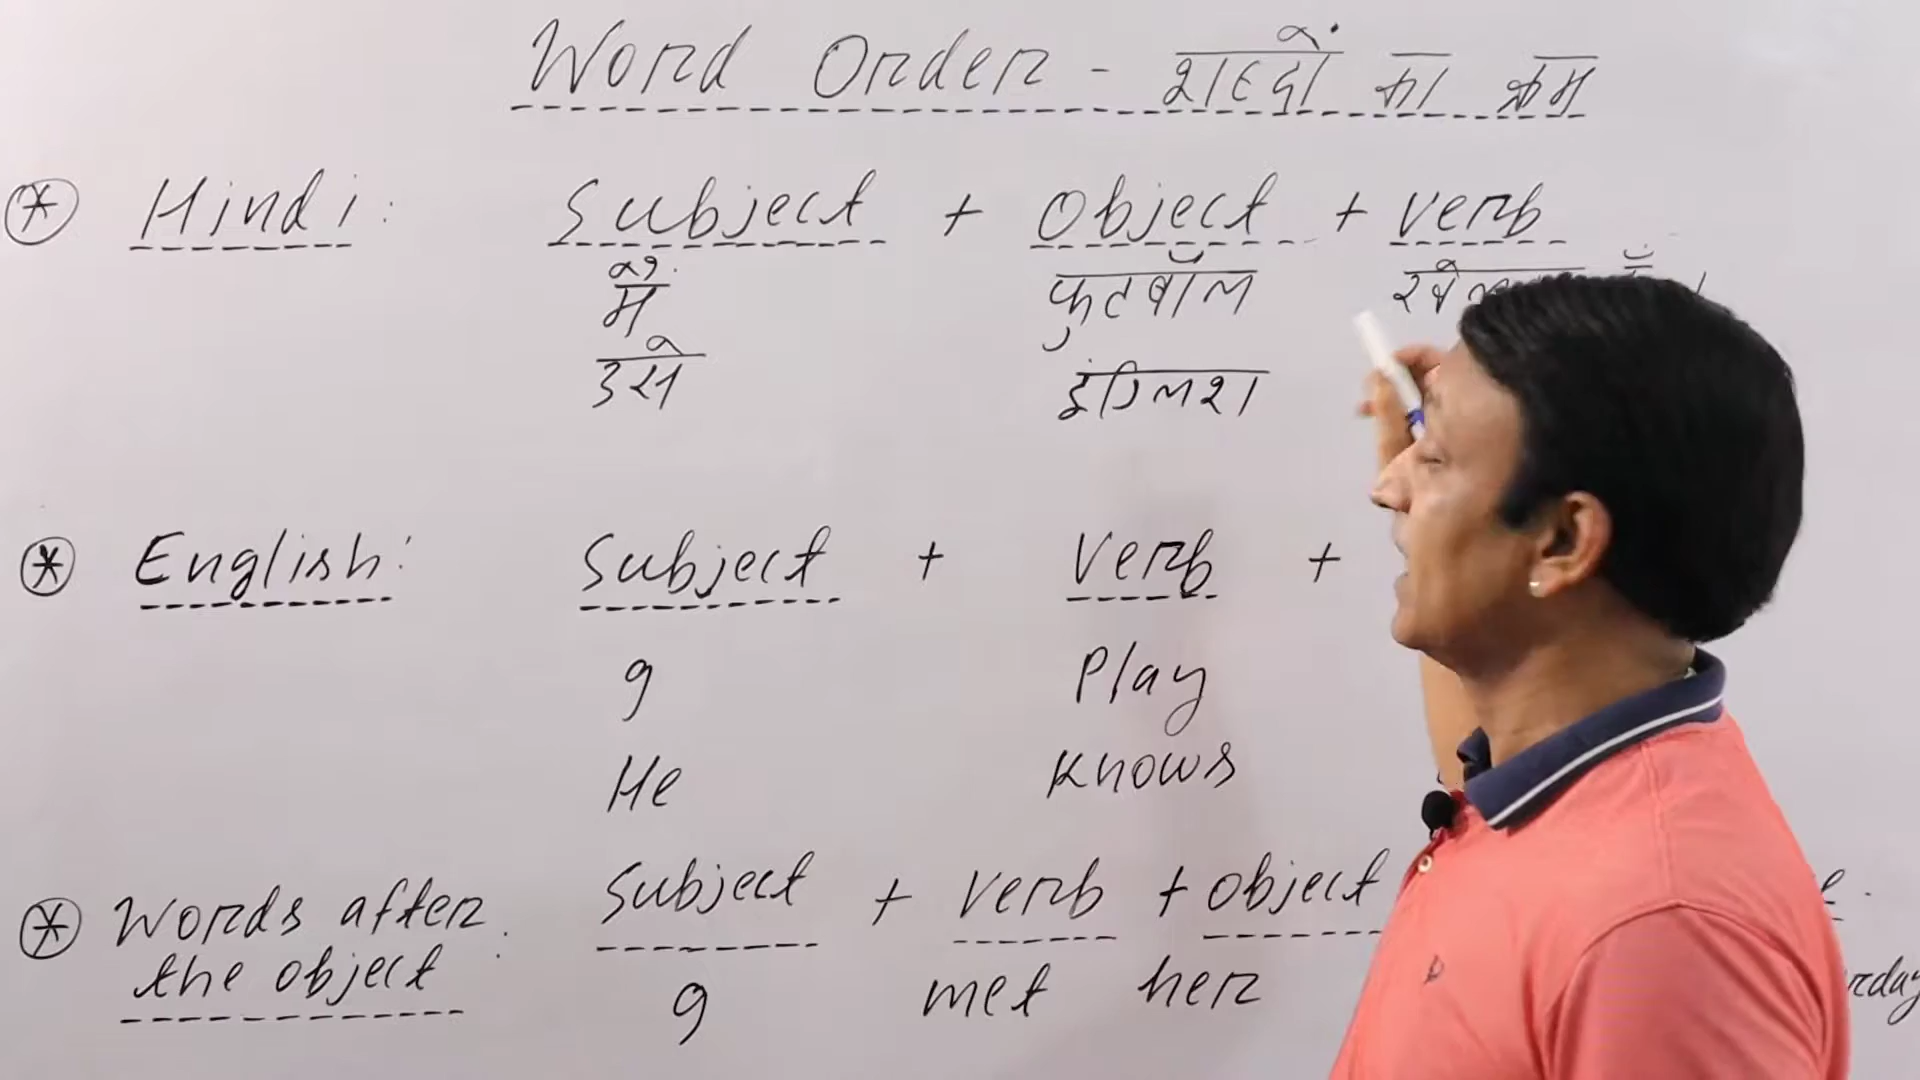 Word Order - शब्दों का क्रम
* Hindi: Subject + Object + verb
मैं फुटबॉल
उसे इंग्लिश
* English: Subject + Verb +
I Play
He Knows
* Words after the object: Subject + Verb + object
I met her